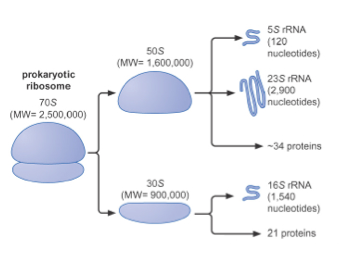 prokaryotic
ribosome
70S
(MW= 2,500,000)
50S
(MW= 1,600,000)
5S rRNA
(120
nucleotides)
23S rRNA
(2,900
nucleotides)
~34 proteins
30S
(MW= 900,000)
16S rRNA
(1,540
nucleotides)
21 proteins